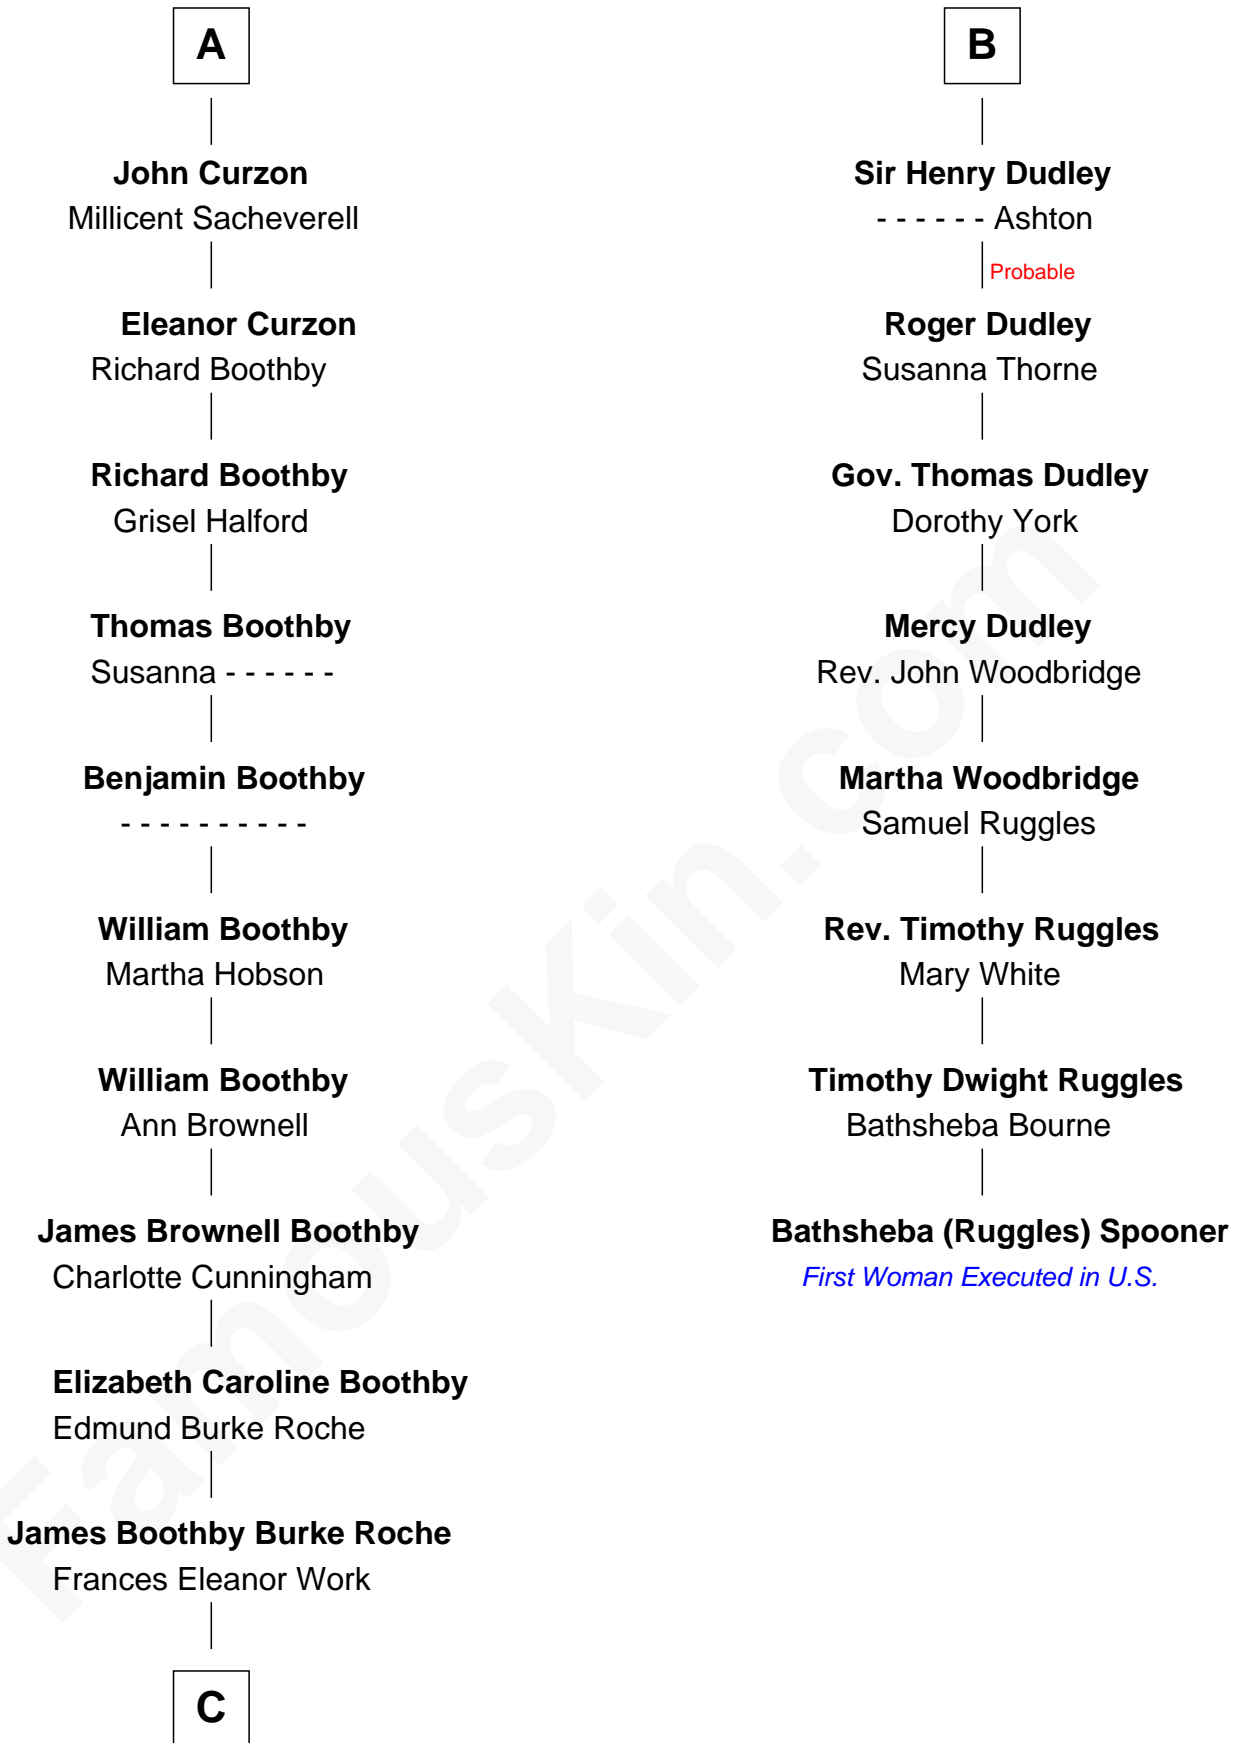 A
John Curzon
Millicent Sacheverell
Eleanor Curzon
Richard Boothby
Richard Boothby
Grisel Halford
Thomas Boothby
Susanna - - - - - -
Benjamin Boothby
- - - - - - - - - -
William Boothby
Martha Hobson
William Boothby
Ann Brownell
James Brownell Boothby
Charlotte Cunningham
Elizabeth Caroline Boothby
Edmund Burke Roche
James Boothby Burke Roche
Frances Eleanor Work
C
B
Sir Henry Dudley
- - - - - - Ashton
Probable
Roger Dudley
Susanna Thorne
Gov. Thomas Dudley
Dorothy York
Mercy Dudley
Rev. John Woodbridge
Martha Woodbridge
Samuel Ruggles
Rev. Timothy Ruggles
Mary White
Timothy Dwight Ruggles
Bathsheba Bourne
Bathsheba (Ruggles) Spooner
First Woman Executed in U.S.
FamousKin.com